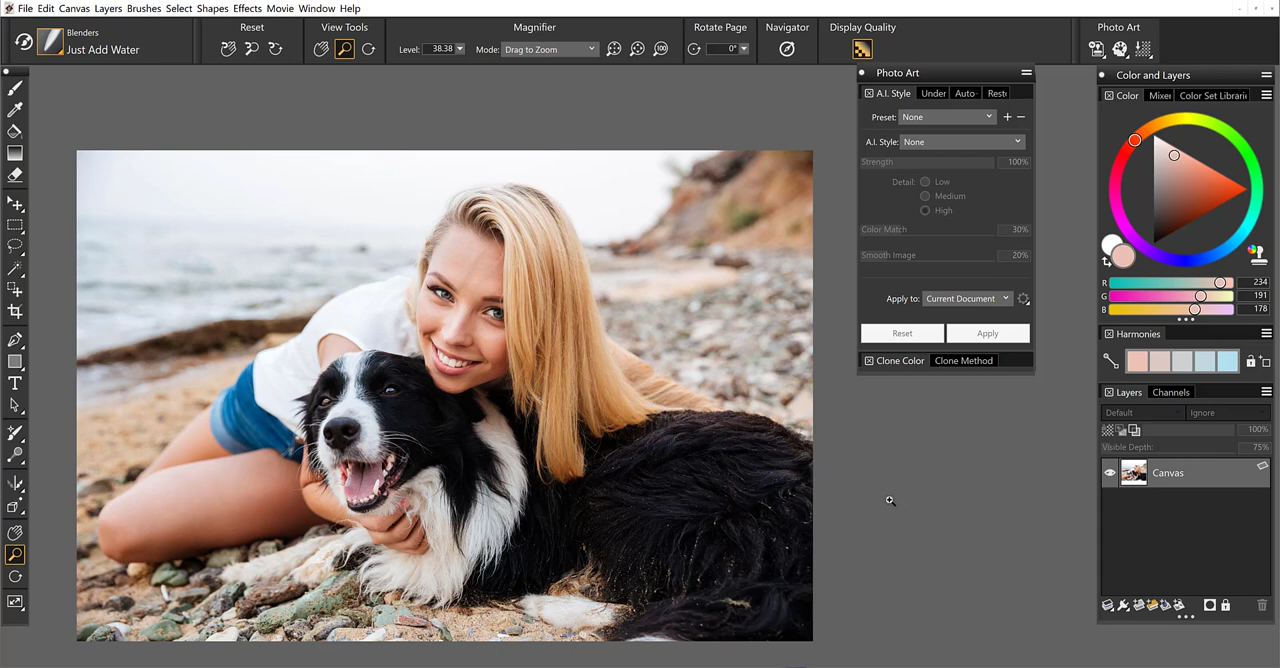 File Edit Canvas Layers Brushes Select Shapes Effects Movie Window Help
Blenders
Just Add Water
Reset
View Tools
Magnifier
Level: 38.38
Mode: Drag to Zoom
100
Rotate Page
0°
Navigator
Display Quality
Photo Art
Photo Art
A.I. Style Under Auto- Resto
Preset: None
A.I. Style: None
Strength 100%
Detail: Low
Medium
High
Color Match 30%
Smooth Image 20%
Apply to: Current Document
Reset Apply
Clone Color Clone Method
Color and Layers
Color Mixer Color Set Librari
R 234
G 191
B 178
Harmonies
Layers Channels
Default Ignore
100%
Visible Depth: 75%
Canvas